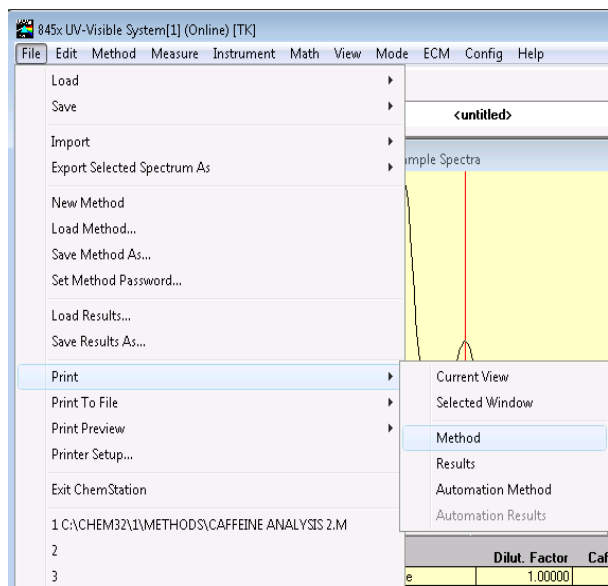 845x UV-Visible System[1] (Online) [TK]
File Edit Method Measure Instrument Math View Mode ECM Config Help
Load
Save
<untitled>
Import
Export Selected Spectrum As
mple Spectra
New Method
Load Method...
Save Method As...
Set Method Password...
Load Results...
Save Results As...
Print
Print To File
Print Preview
Printer Setup...
Current View
Selected Window
Method
Results
Automation Method
Automation Results
Exit ChemStation
1 C:\CHEM32\1\METHODS\CAFFEINE ANALYSIS 2.M
2
3
Dilut. Factor Caf
e 1.00000